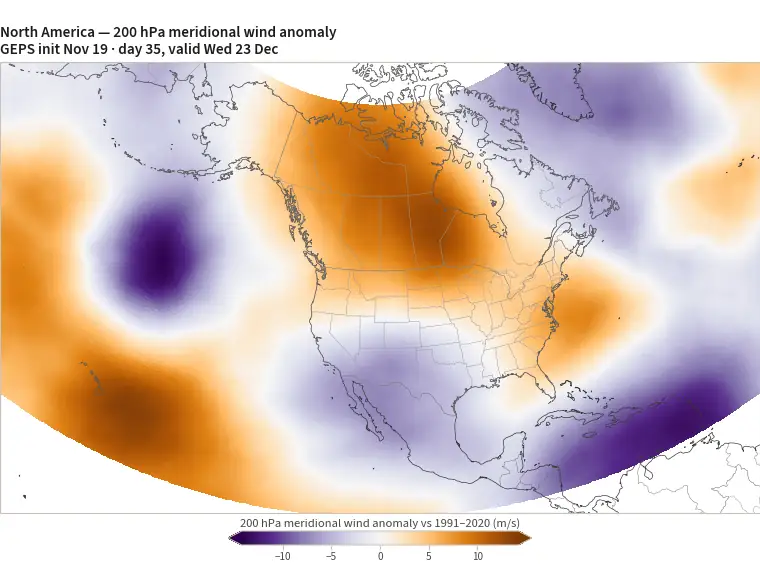 North America — 200 hPa meridional wind anomaly
GEPS init Nov 19 · day 35, valid Wed 23 Dec
200 hPa meridional wind anomaly vs 1991–2020 (m/s)
−10 −5 0 5 10